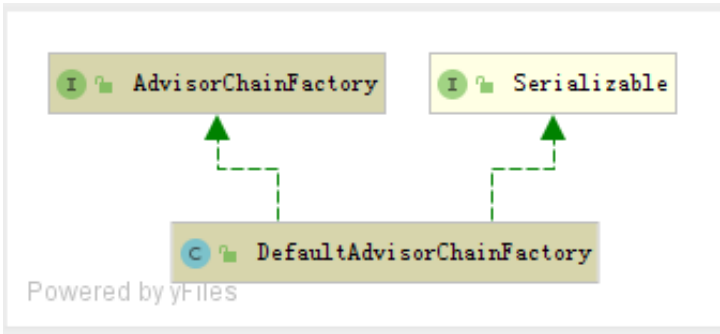 I AdvisorChainFactory
I Serializable
C DefaultAdvisorChainFactory
Powered by yFiles